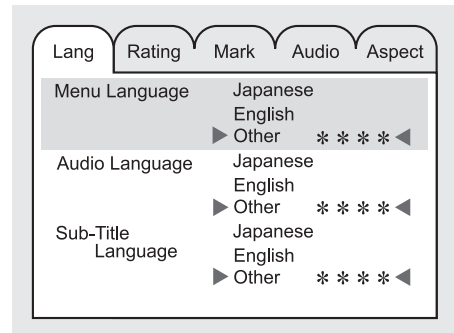 Lang Rating Mark Audio Aspect
Menu Language Japanese
English
Other ＊＊＊＊
Audio Language Japanese
English
Other ＊＊＊＊
Sub-Title Japanese
Language English
Other ＊＊＊＊